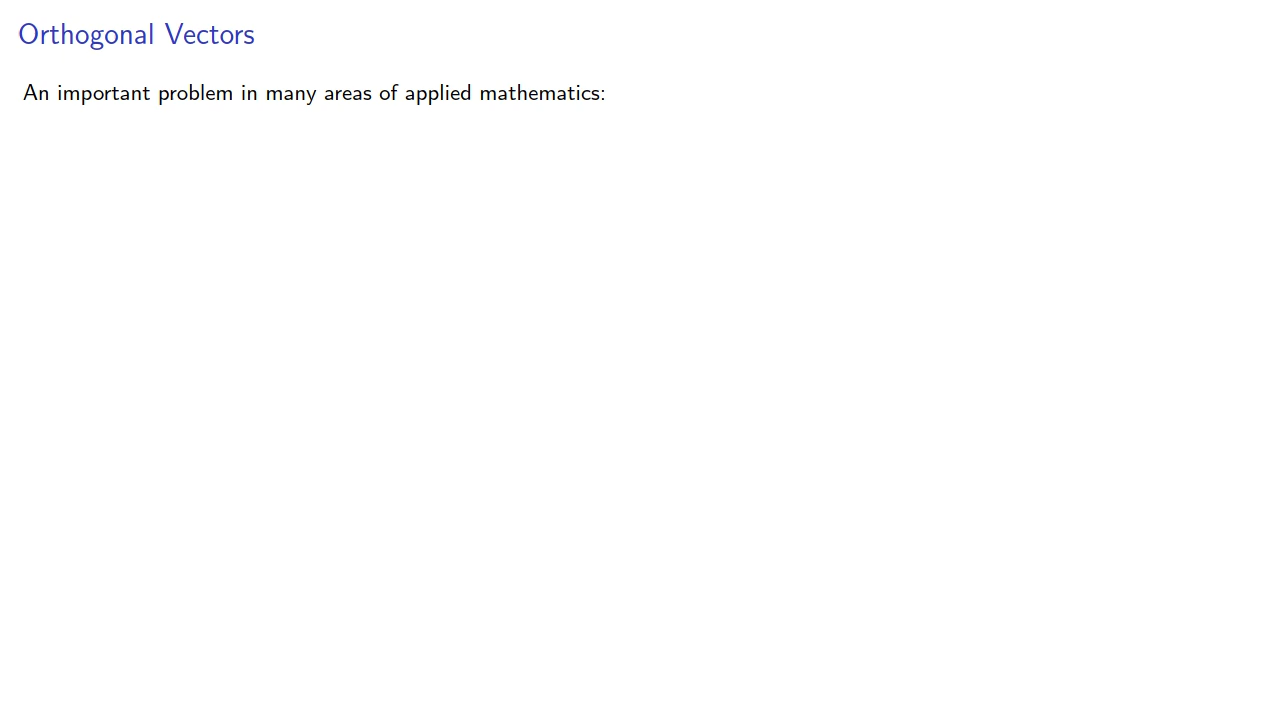 Orthogonal Vectors
An important problem in many areas of applied mathematics: